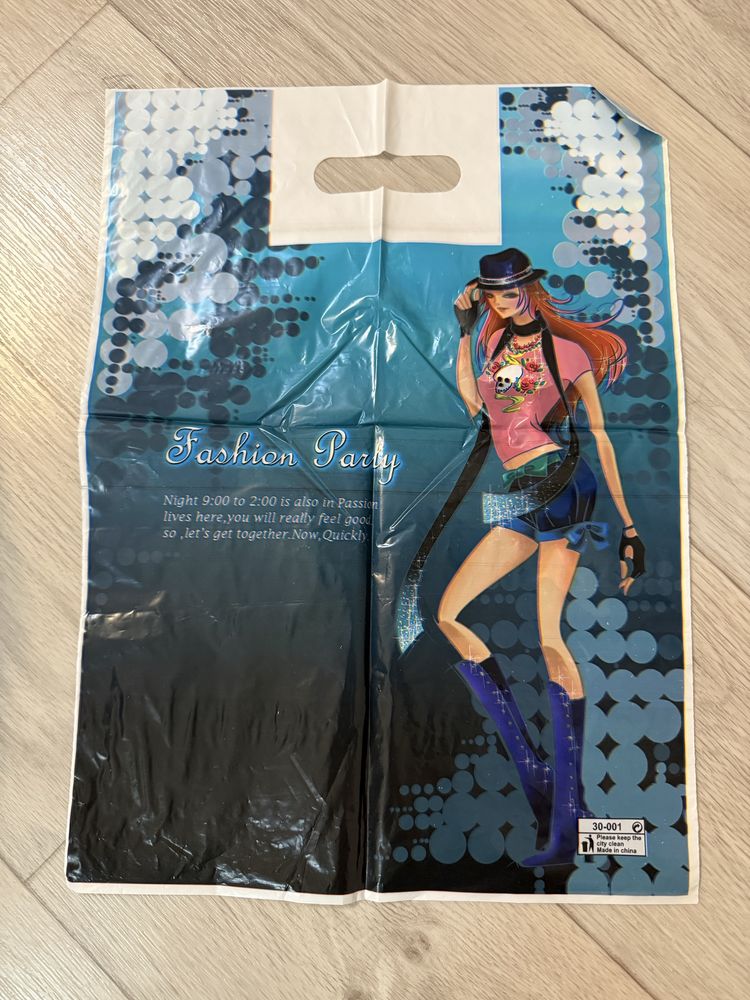 Fashion Party
Night 9:00 to 2:00 is also in Passion
lives here,you will really feel good,
so ,let's get together.Now,Quickly.
30-001
Please keep the
city clean
Made in china